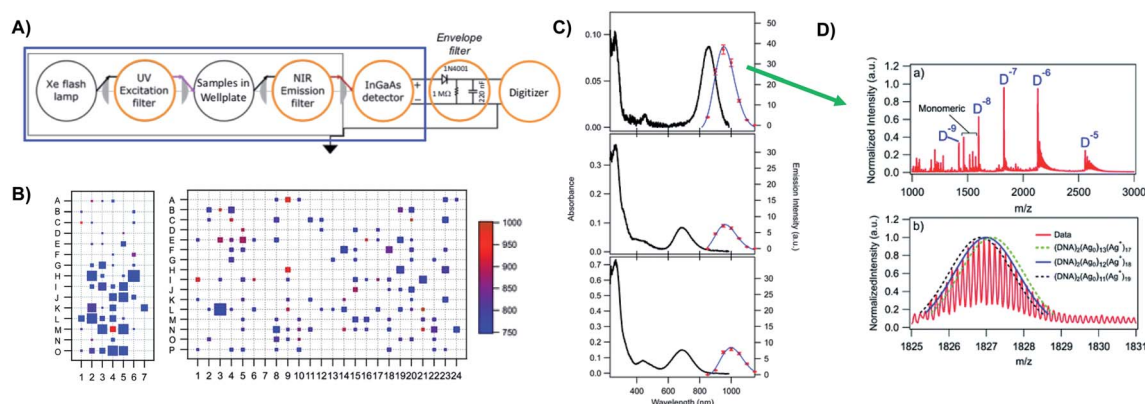 A)
Xe flash
lamp
UV
Excitation
filter
Samples in
Wellplate
NIR
Emission
filter
InGaAs
detector
+
−
Envelope
filter
1N4001
1 MΩ
220 nF
Digitizer
B)
A
B
C
D
E
F
G
H
I
J
K
L
M
N
O
1 2 3 4 5 6 7
A
B
C
D
E
F
G
H
I
J
K
L
M
N
O
P
1 2 3 4 5 6 7 8 9 10 11 12 13 14 15 16 17 18 19 20 21 22 23 24
1000
950
900
850
800
750
C)
0.10
0.05
0.00
50
40
30
20
10
0
0.3
0.2
0.1
0.0
30
20
10
0
0.7
0.6
0.5
0.4
0.3
0.2
0.1
0.0
30
20
10
0
Absorbance
Emission Intensity (a.u.)
400 600 800 1000
Wavelength (nm)
D)
a)
Normalized Intensity (a.u.)
1.2
1.0
0.8
0.6
0.4
0.2
0.0
D-9
Monomeric
D-8
D-7
D-6
D-5
1000 1500 2000 2500 3000
m/z
b)
NormalizedIntensity (a.u.)
1.2
1.0
0.8
0.6
0.4
0.2
0.0
Data
(DNA)2(Ag0)13(Ag+)17
(DNA)2(Ag0)12(Ag+)18
(DNA)2(Ag0)11(Ag+)19
1825 1826 1827 1828 1829 1830 1831
m/z